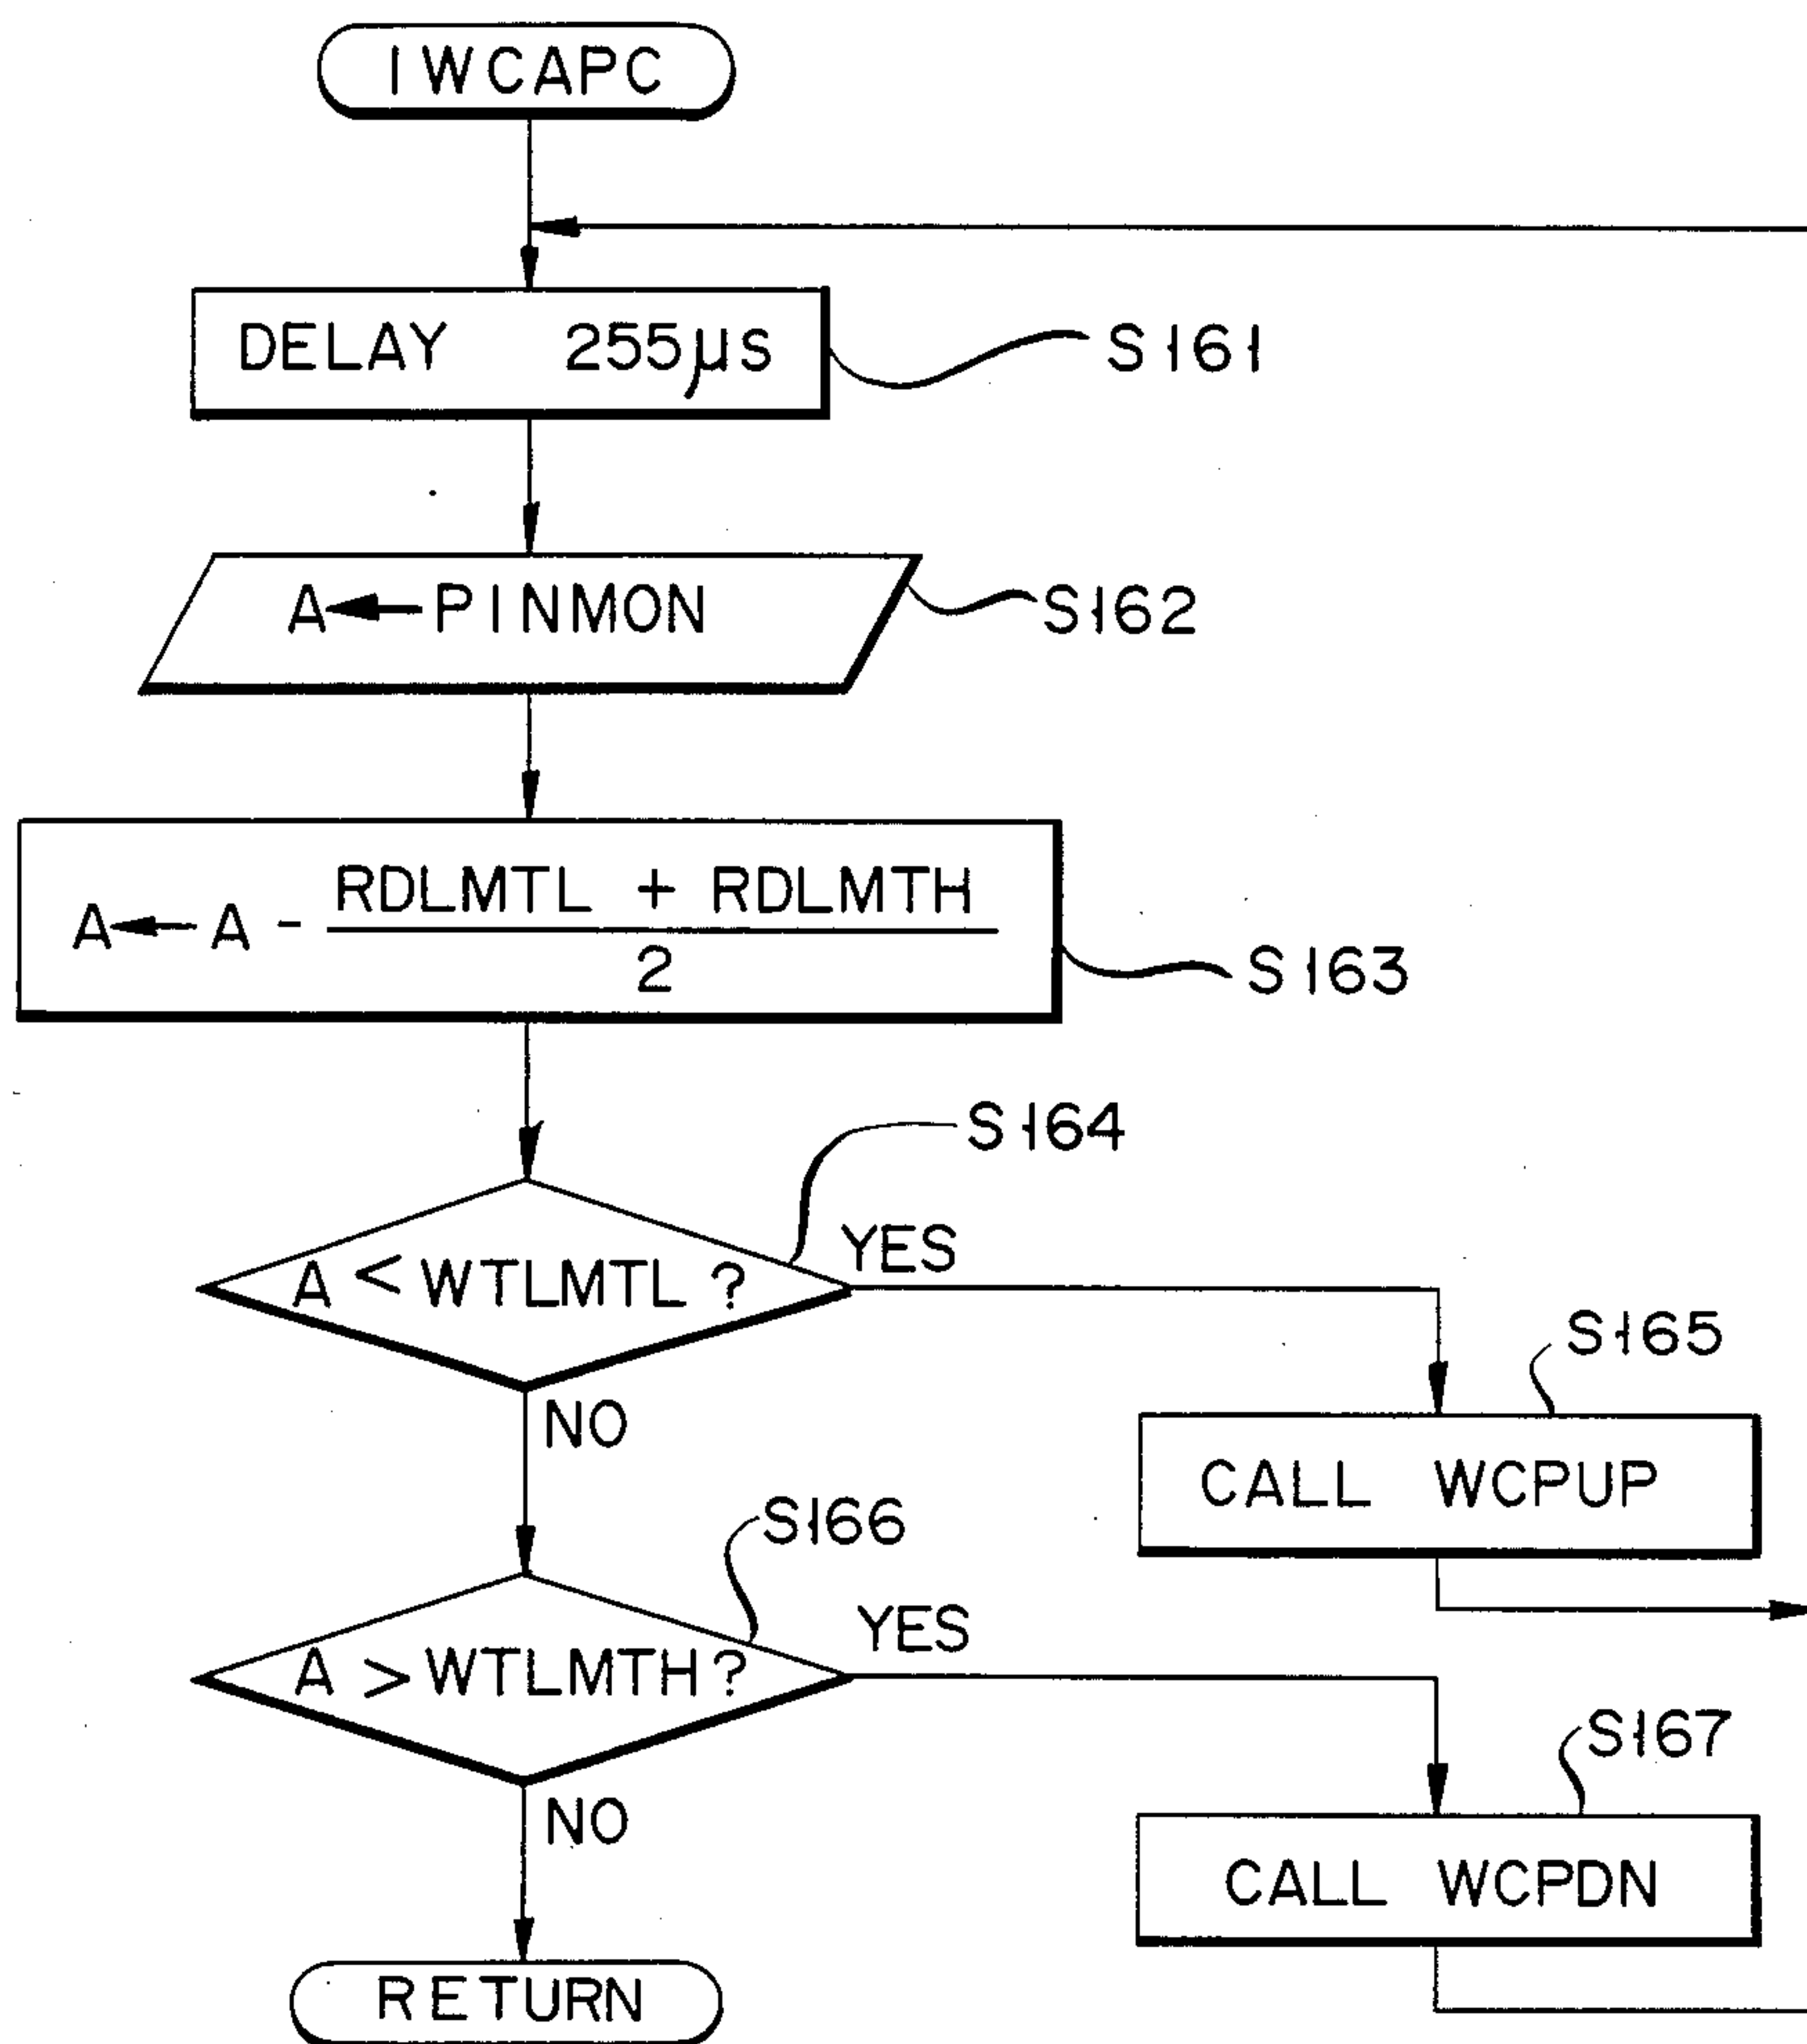 IWCAPC
DELAY 255μs
S161
A←PINMON
S162
A← A - RDLMTL + RDLMTH
2
S163
S164
A < WTLMTL ?
YES
NO
S165
CALL WCPUP
S166
A > WTLMTH?
YES
NO
S167
CALL WCPDN
RETURN